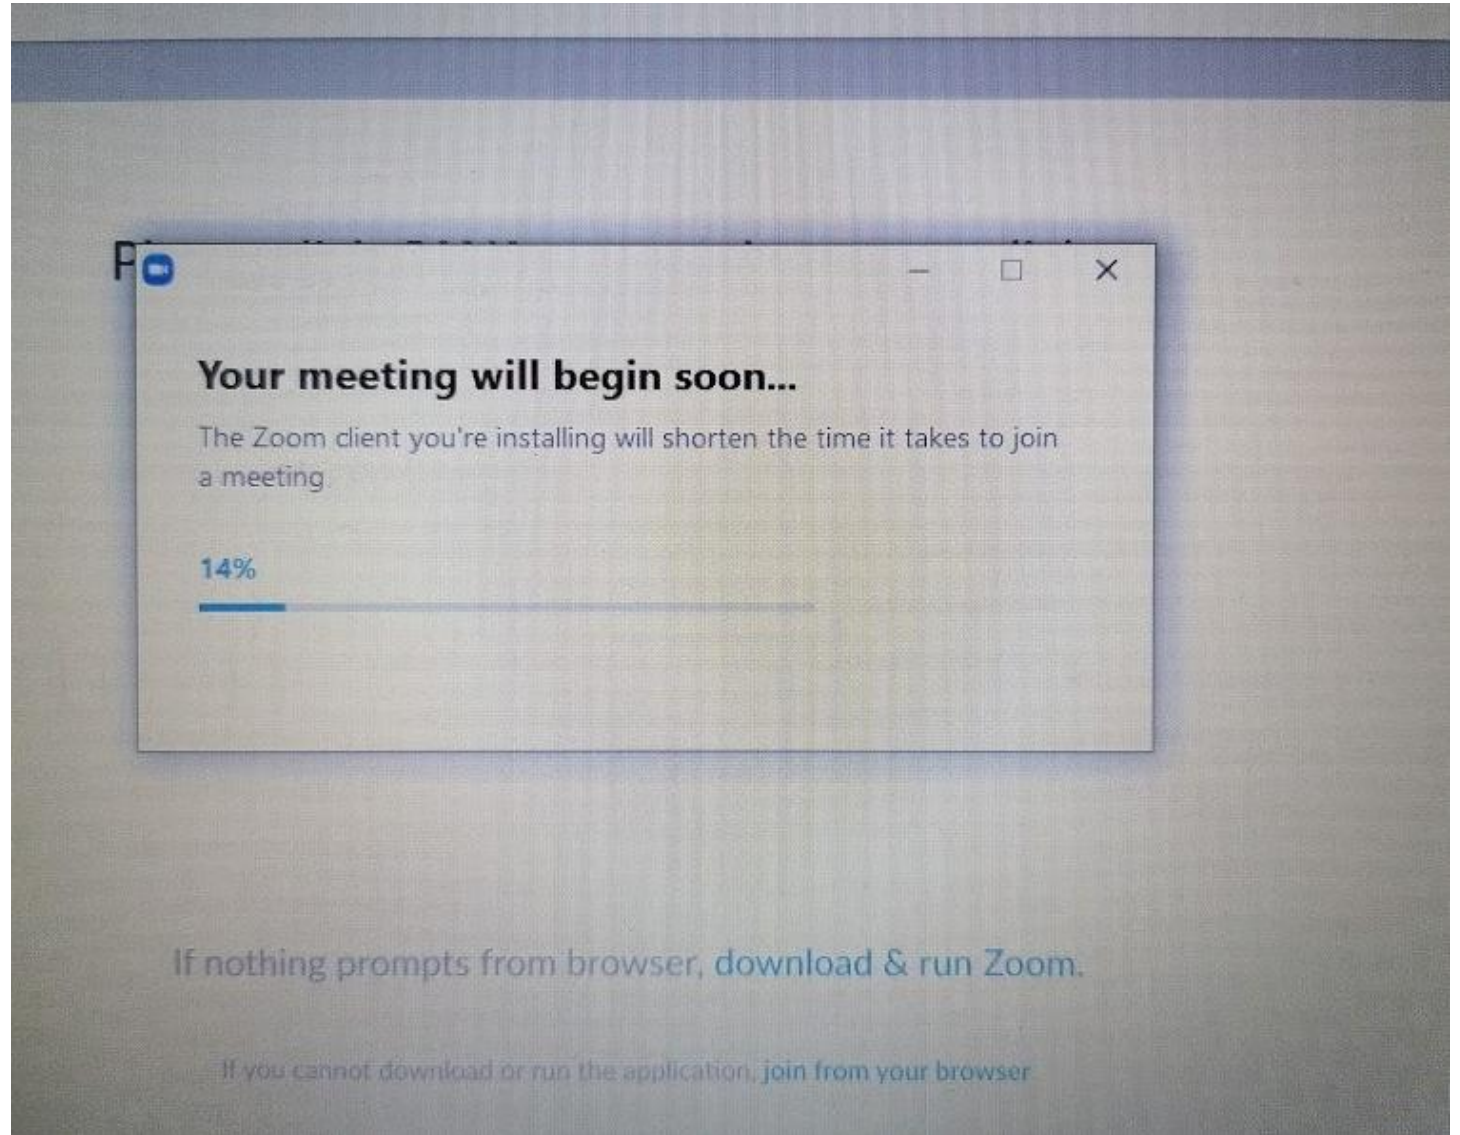 Your meeting will begin soon...
The Zoom client you're installing will shorten the time it takes to join
a meeting
14%
If nothing prompts from browser, download & run Zoom.
If you cannot download or run the application, join from your browser